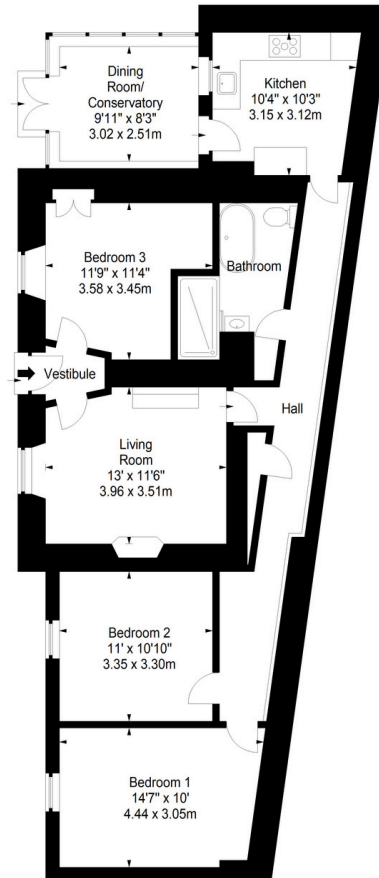 Dining
Room/
Conservatory
9'11" x 8'3"
3.02 x 2.51m
Kitchen
10'4" x 10'3"
3.15 x 3.12m
Bedroom 3
11'9" x 11'4"
3.58 x 3.45m
Bathroom
Vestibule
Hall
Living
Room
13' x 11'6"
3.96 x 3.51m
Bedroom 2
11' x 10'10"
3.35 x 3.30m
Bedroom 1
14'7" x 10'
4.44 x 3.05m